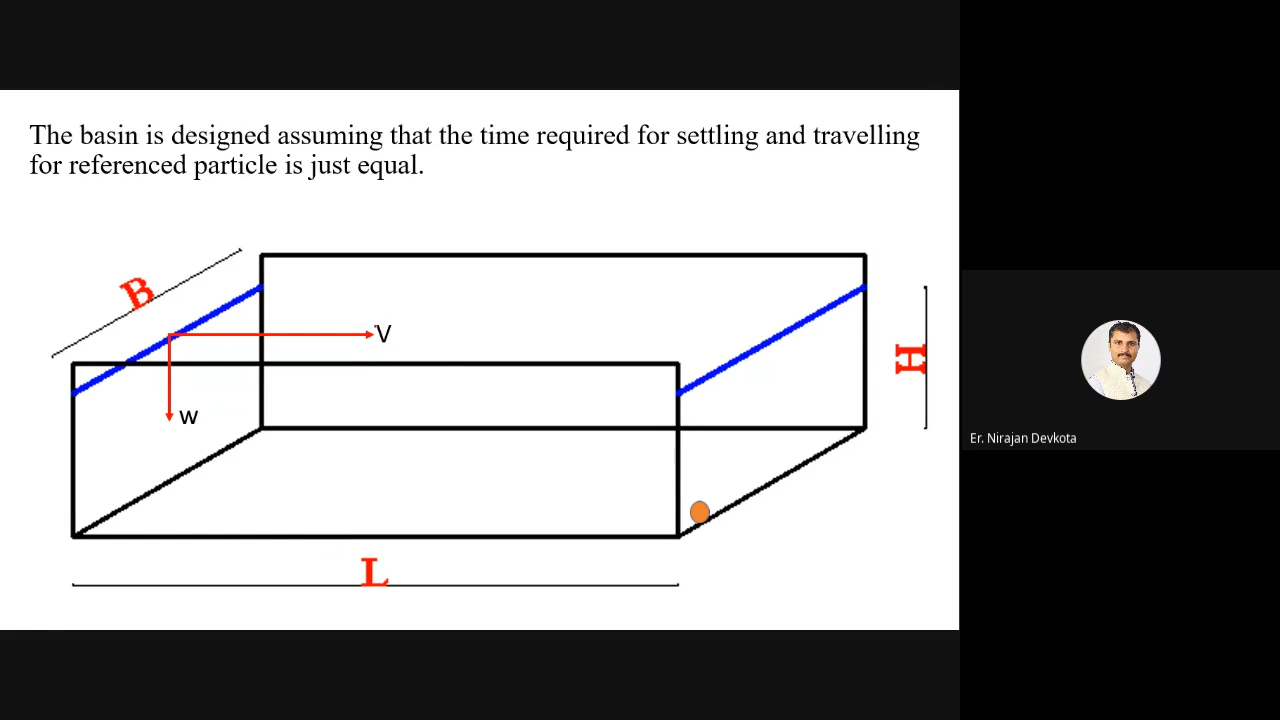 The basin is designed assuming that the time required for settling and travelling
for referenced particle is just equal.
B
V
H
w
Er. Nirajan Devkota
L